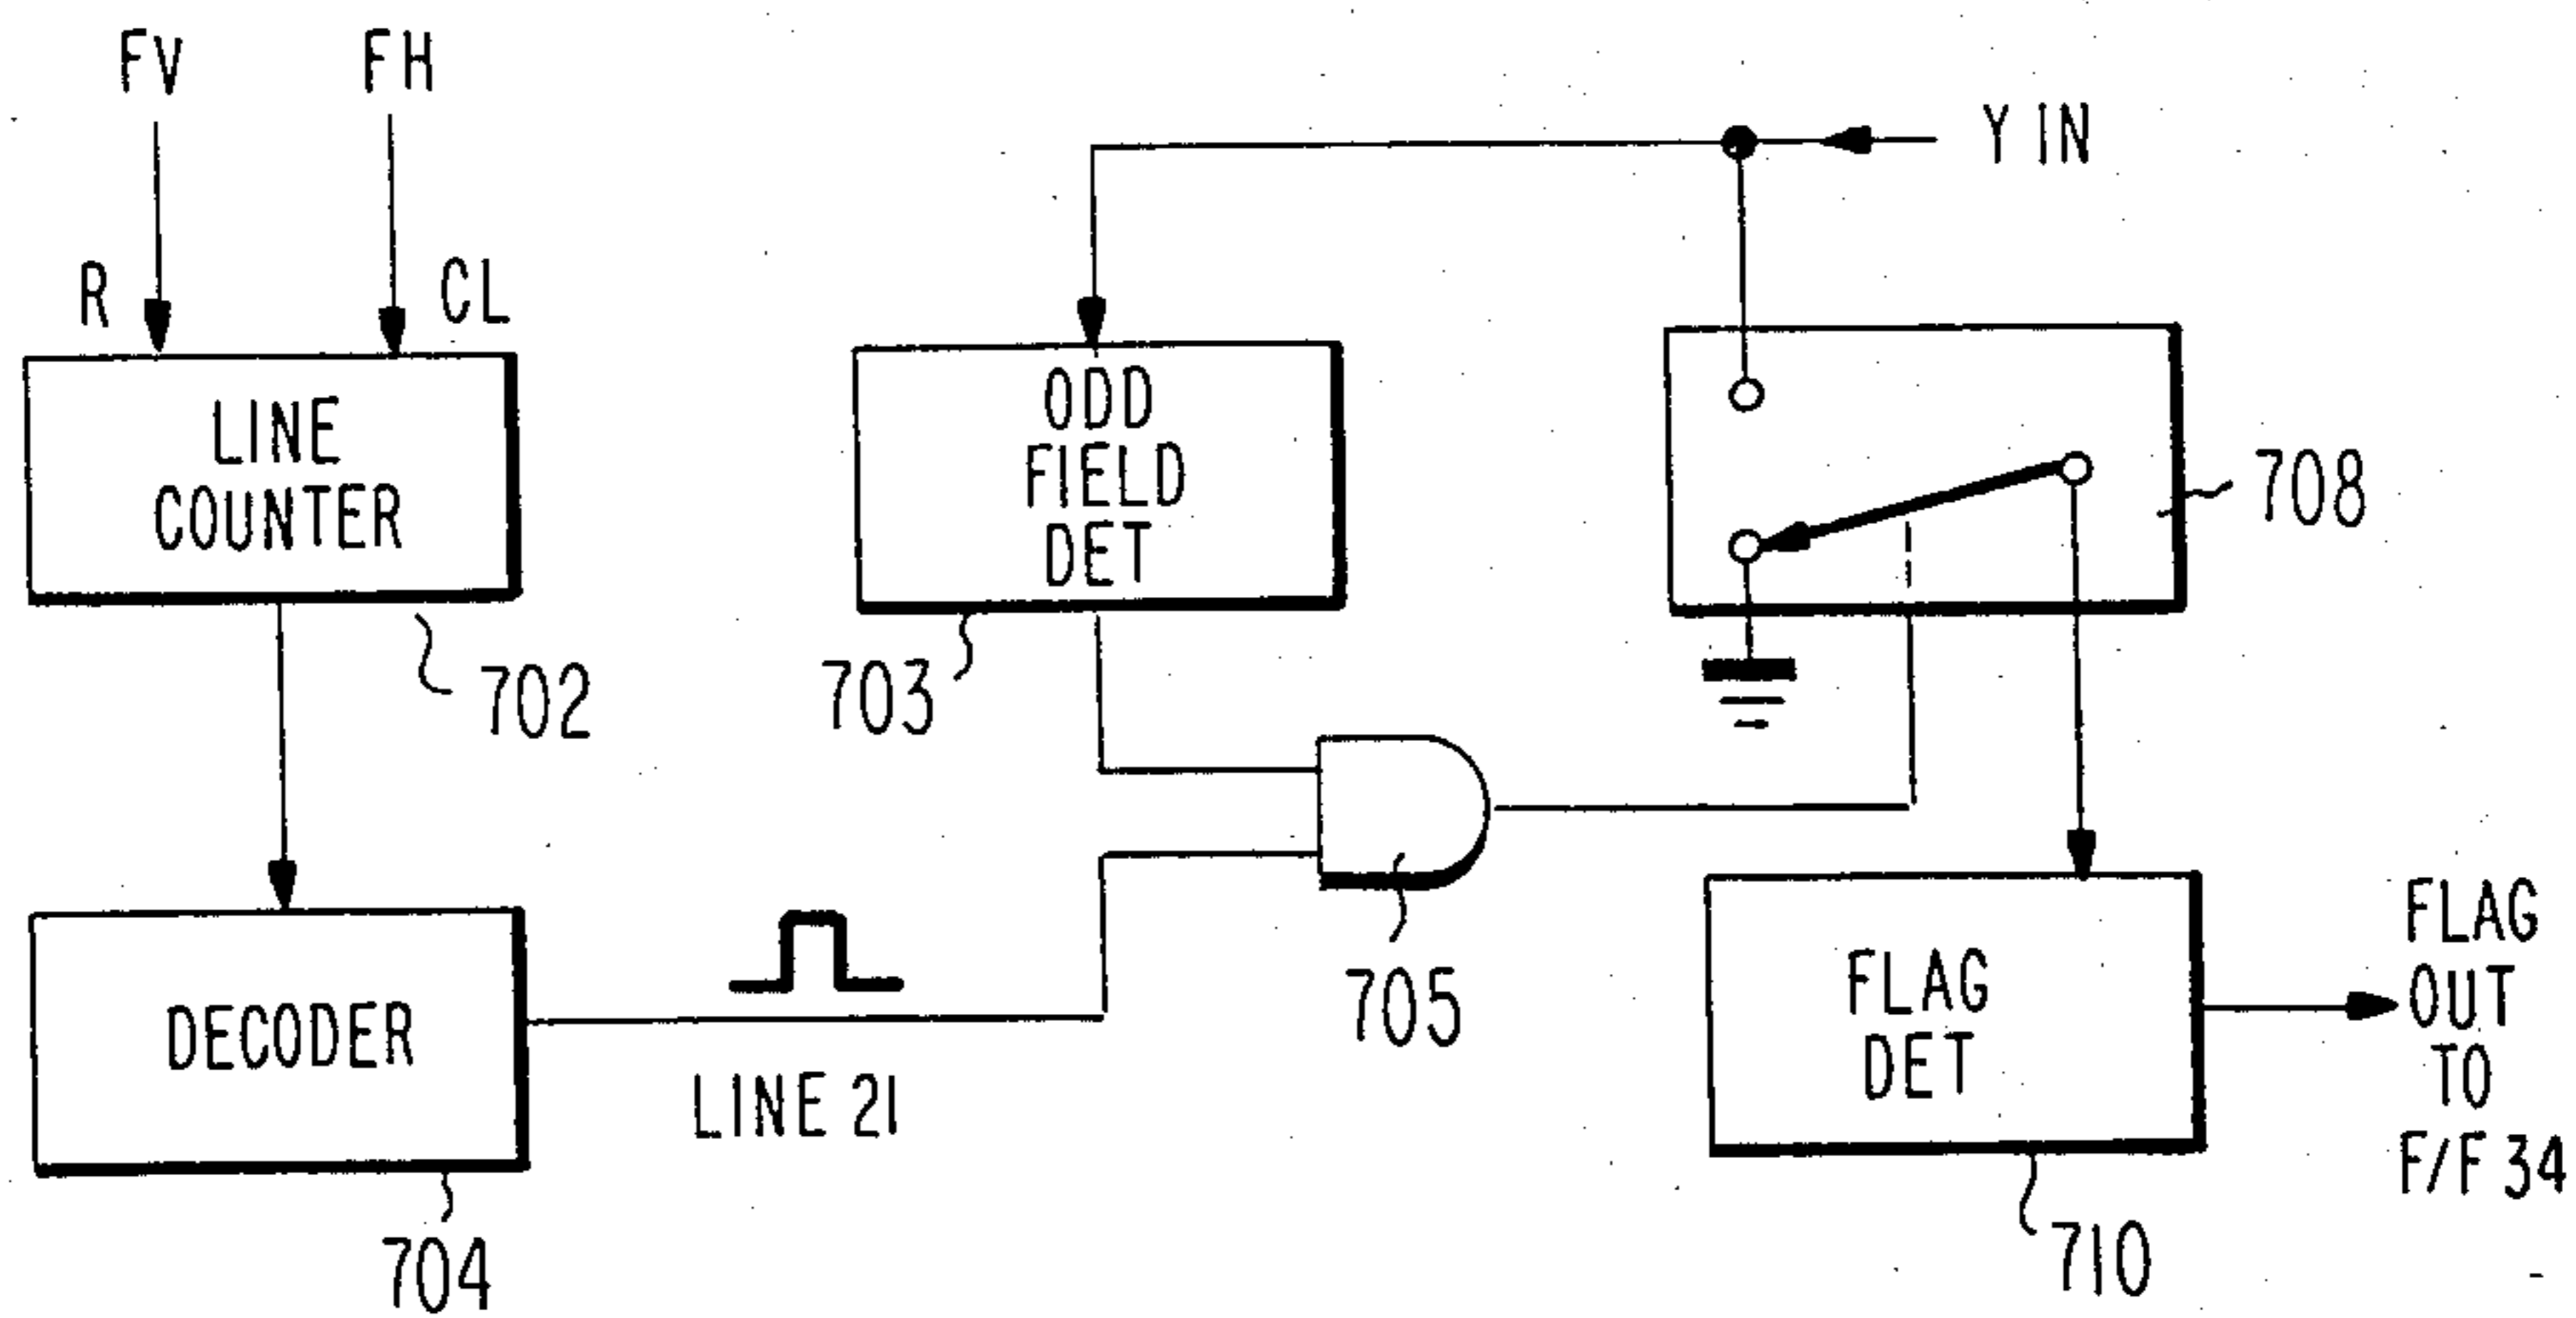 FV
FH
Y IN
R
CL
LINE
COUNTER
702
ODD
FIELD
DET
703
708
705
DECODER
704
LINE 21
FLAG
DET
710
FLAG
OUT
TO
F/F 34